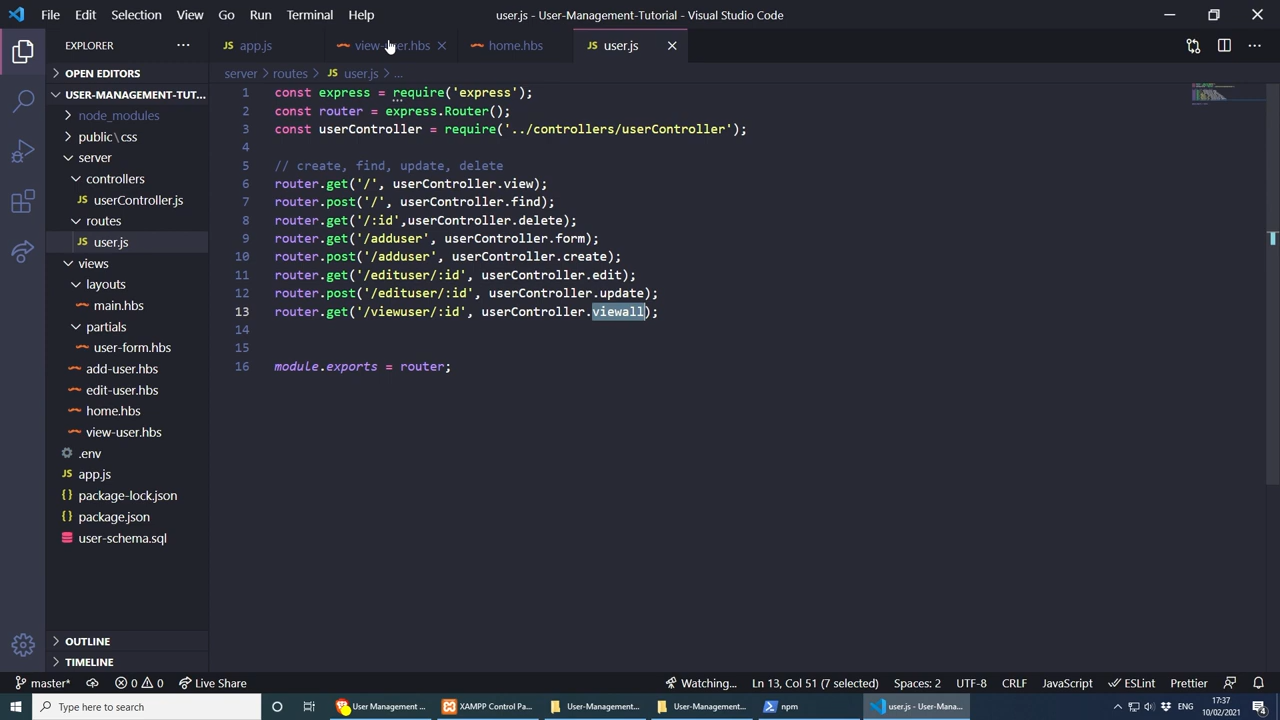 File Edit Selection View Go Run Terminal Help
user.js - User-Management-Tutorial - Visual Studio Code
EXPLORER
app.js
view-user.hbs
home.hbs
JS user.js
OPEN EDITORS
USER-MANAGEMENT-TUT...
node_modules
public\css
server
controllers
JS userController.js
routes
JS user.js
views
layouts
main.hbs
partials
user-form.hbs
add-user.hbs
edit-user.hbs
home.hbs
view-user.hbs
.env
JS app.js
{} package-lock.json
{} package.json
user-schema.sql
OUTLINE
TIMELINE
server > routes > JS user.js > ...
1 const express = require('express');
2 const router = express.Router();
3 const userController = require('../controllers/userController');
4
5 // create, find, update, delete
6 router.get('/', userController.view);
7 router.post('/', userController.find);
8 router.get('/:id',userController.delete);
9 router.get('/adduser', userController.form);
10 router.post('/adduser', userController.create);
11 router.get('/edituser/:id', userController.edit);
12 router.post('/edituser/:id', userController.update);
13 router.get('/viewuser/:id', userController.viewall);
14
15
16 module.exports = router;
master* 0 0 Live Share
Watching... Ln 13, Col 51 (7 selected) Spaces: 2 UTF-8 CRLF JavaScript ESLint Prettier
Type here to search
User Management ...
XAMPP Control Pa...
User-Management-...
User-Management-...
npm
user.js - User-Mana...
ENG
17:37
10/02/2021
4